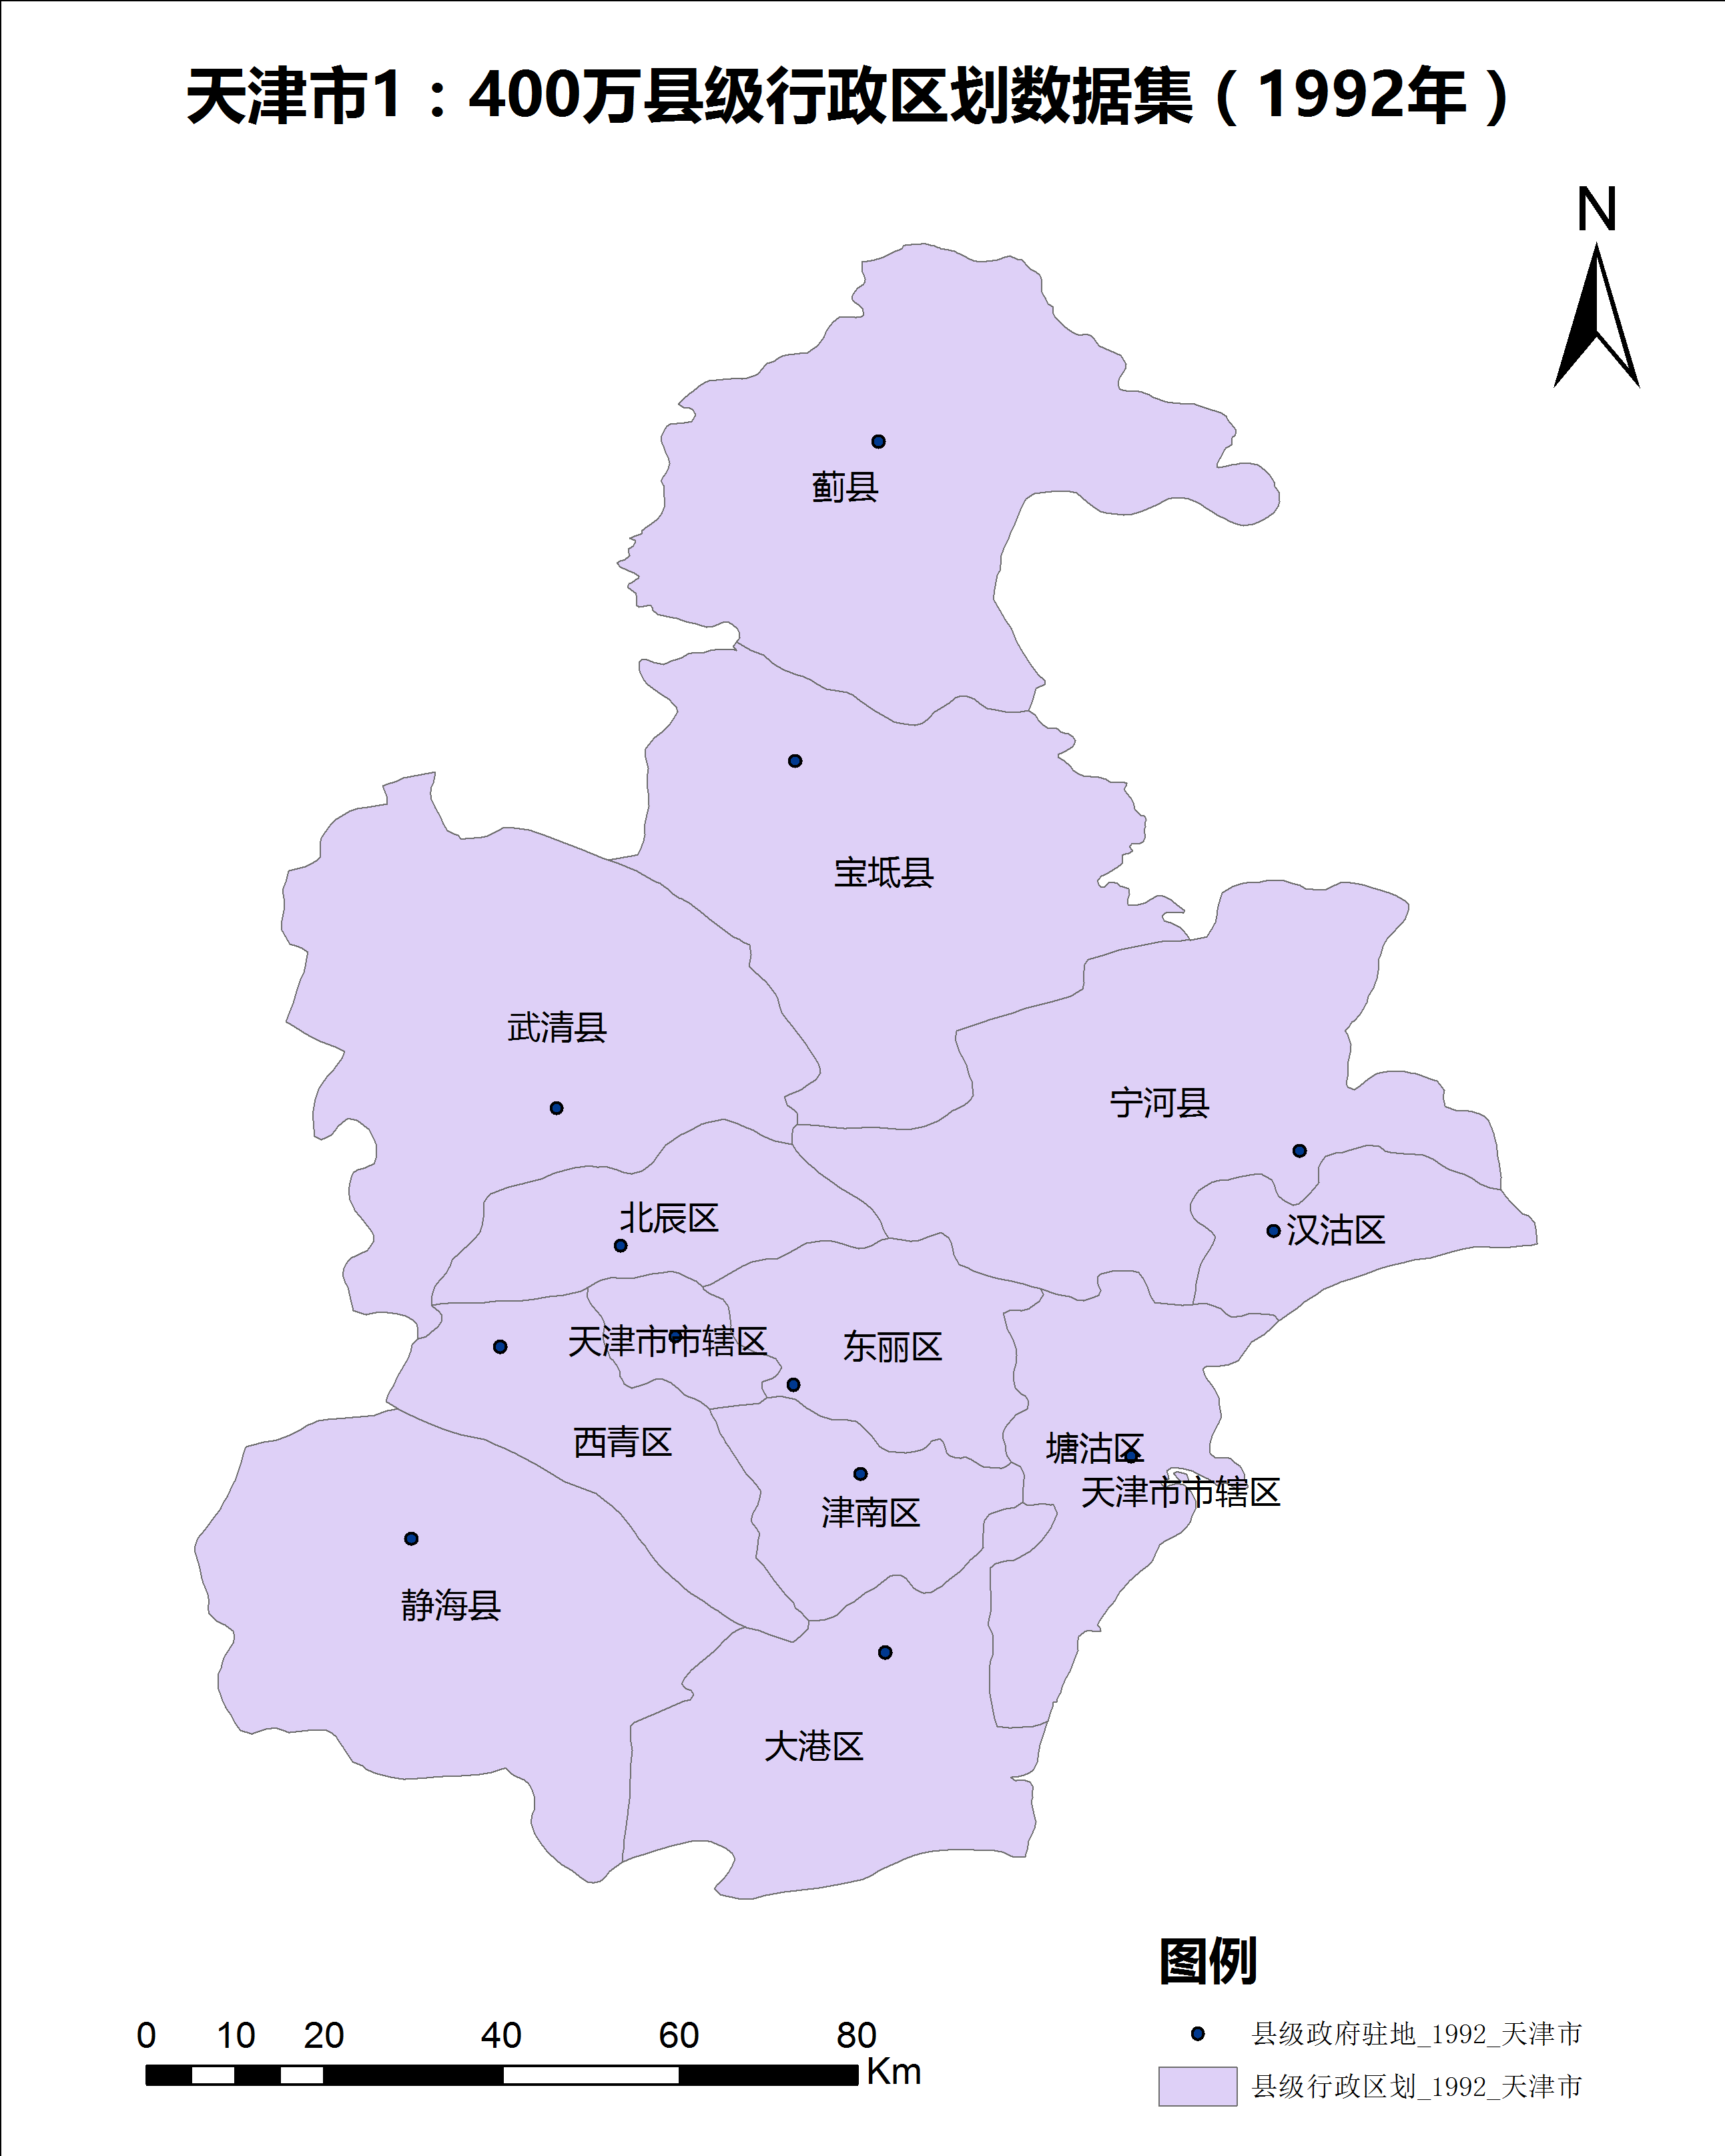 天津市1：400万县级行政区划数据集（1992年）
N
蓟县
宝坻县
武清县
宁河县
北辰区
汉沽区
天津市市辖区
东丽区
西青区
塘沽区
天津市市辖区
津南区
静海县
大港区
图例
0 10 20 40 60 80
Km
县级政府驻地_1992_天津市
县级行政区划_1992_天津市